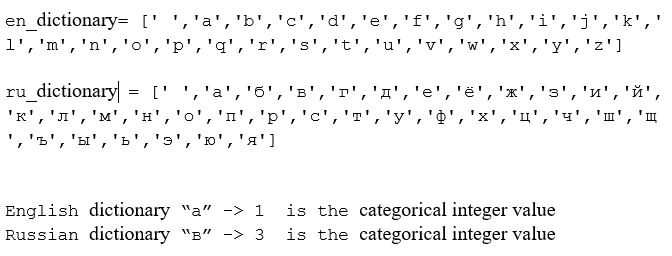 en_dictionary= [' ','a','b','c','d','e','f','g','h','i','j','k','
l','m','n','o','p','q','r','s','t','u','v','w','x','y','z']
ru_dictionary = [' ','а','б','в','г','д','е','ё','ж','з','и','й',
'к','л','м','н','о','п','р','с','т','у','ф','х','ц','ч','ш','щ
','ъ','ы','ь','э','ю','я']
English dictionary “a” -> 1  is the categorical integer value
Russian dictionary “в” -> 3  is the categorical integer value